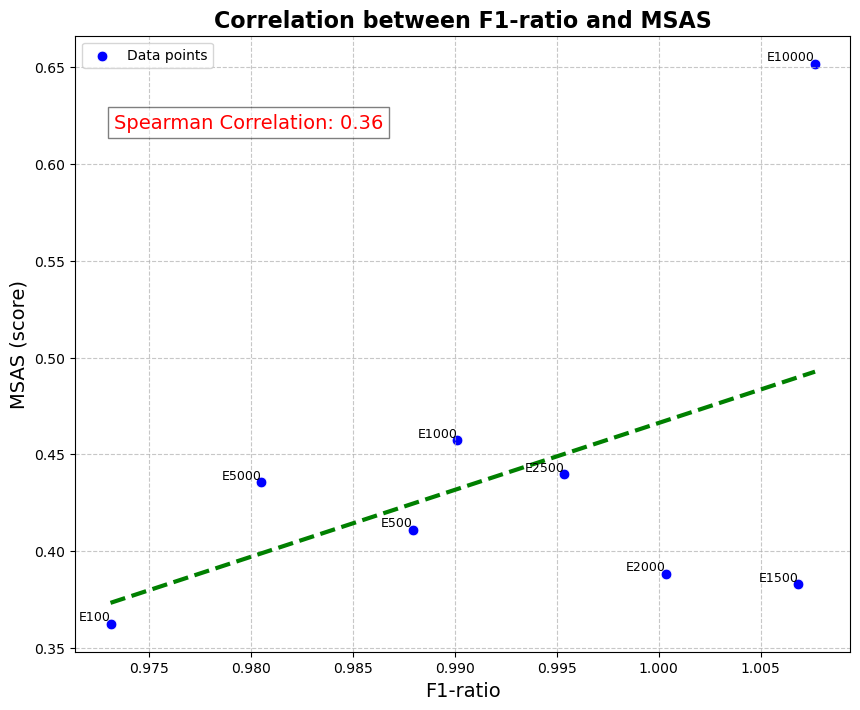 Correlation between F1-ratio and MSAS
Data points
Spearman Correlation: 0.36
MSAS (score)
0.65
0.60
0.55
0.50
0.45
0.40
0.35
E10000
E1000
E5000
E2500
E500
E2000
E1500
E100
0.975
0.980
0.985
0.990
0.995
1.000
1.005
F1-ratio